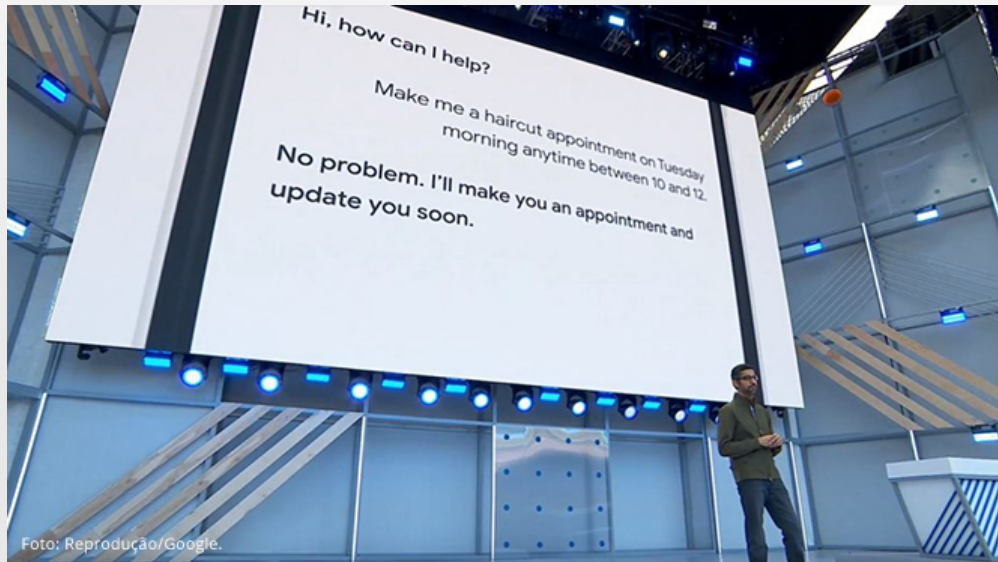 Hi, how can I help?
Make me a haircut appointment on Tuesday
morning anytime between 10 and 12.
No problem. I'll make you an appointment and
update you soon.
Foto: Reprodução/Google.